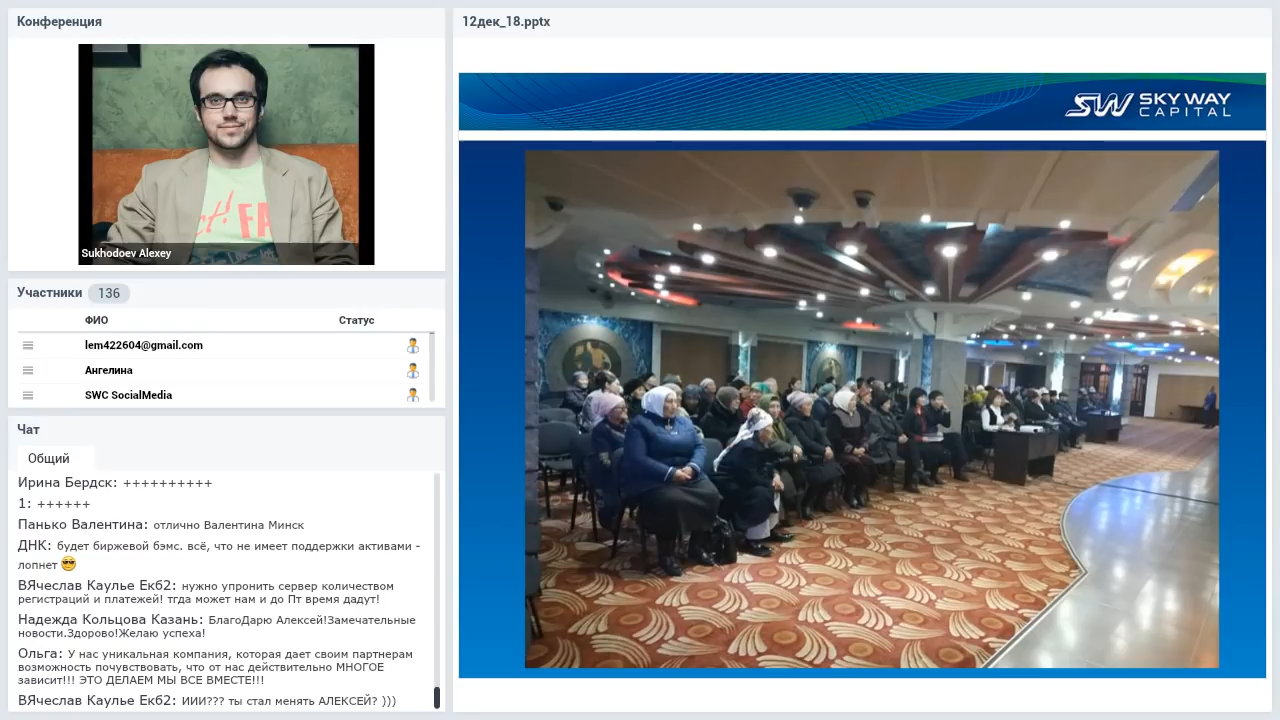 Конференция
Sukhodoev Alexey
Участники 136
ФИО Статус
lem422604@gmail.com
Ангелина
SWC SocialMedia
Чат
Общий
Ирина Бердск: ++++++++++
1: ++++++
Панько Валентина: отлично Валентина Минск
ДНК: будет биржевой бэмс. всё, что не имеет поддержки активами -
лопнет
ВЯчеслав Каулье Екб2: нужно упронить сервер количеством
регистраций и платежей! тгда может нам и до Пт время дадут!
Надежда Кольцова Казань: БлагоДарю Алексей!Замечательные
новости.Здорово!Желаю успеха!
Ольга: У нас уникальная компания, которая дает своим партнерам
возможность почувствовать, что от нас действительно МНОГОЕ
зависит!!! ЭТО ДЕЛАЕМ МЫ ВСЕ ВМЕСТЕ!!!
ВЯчеслав Каулье Екб2: ИИИ??? ты стал менять АЛЕКСЕЙ? )))
12дек_18.pptx
SW SKY WAY
CAPITAL